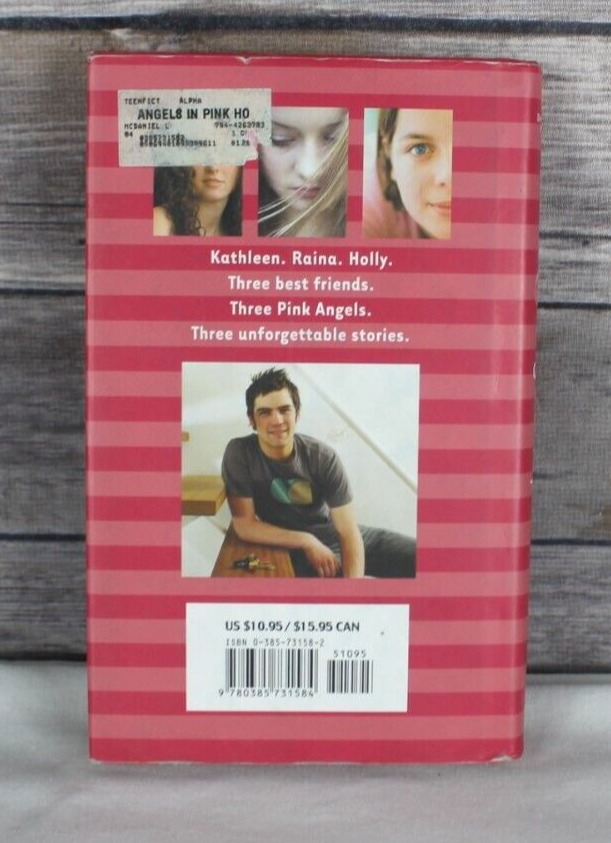 TEENFICT ALPHA
ANGELS IN PINK HO
MCDANIEL L
Kathleen. Raina. Holly.
Three best friends.
Three Pink Angels.
Three unforgettable stories.
US $10.95 / $15.95 CAN
ISBN 0-385-73158-2
51095
9 780385 731584